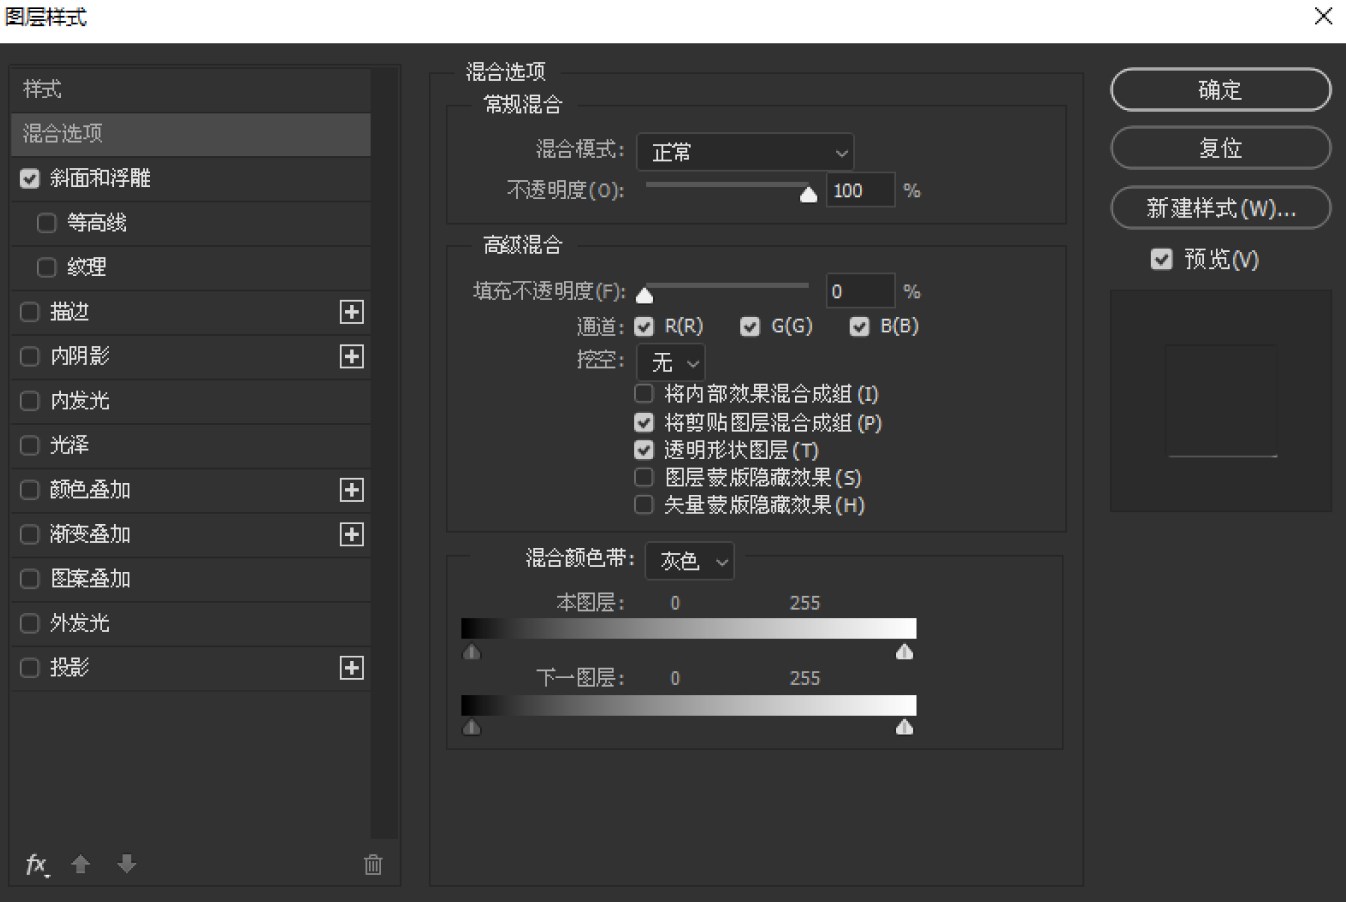 图层样式
样式
混合选项
斜面和浮雕
等高线
纹理
描边
内阴影
内发光
光泽
颜色叠加
渐变叠加
图案叠加
外发光
投影
fx
混合选项
常规混合
混合模式: 正常
不透明度(O): 100 %
高级混合
填充不透明度(F): 0 %
通道: R(R) G(G) B(B)
挖空: 无
将内部效果混合成组(I)
将剪贴图层混合成组(P)
透明形状图层(T)
图层蒙版隐藏效果(S)
矢量蒙版隐藏效果(H)
混合颜色带: 灰色
本图层: 0 255
下一图层: 0 255
确定
复位
新建样式(W)...
预览(V)